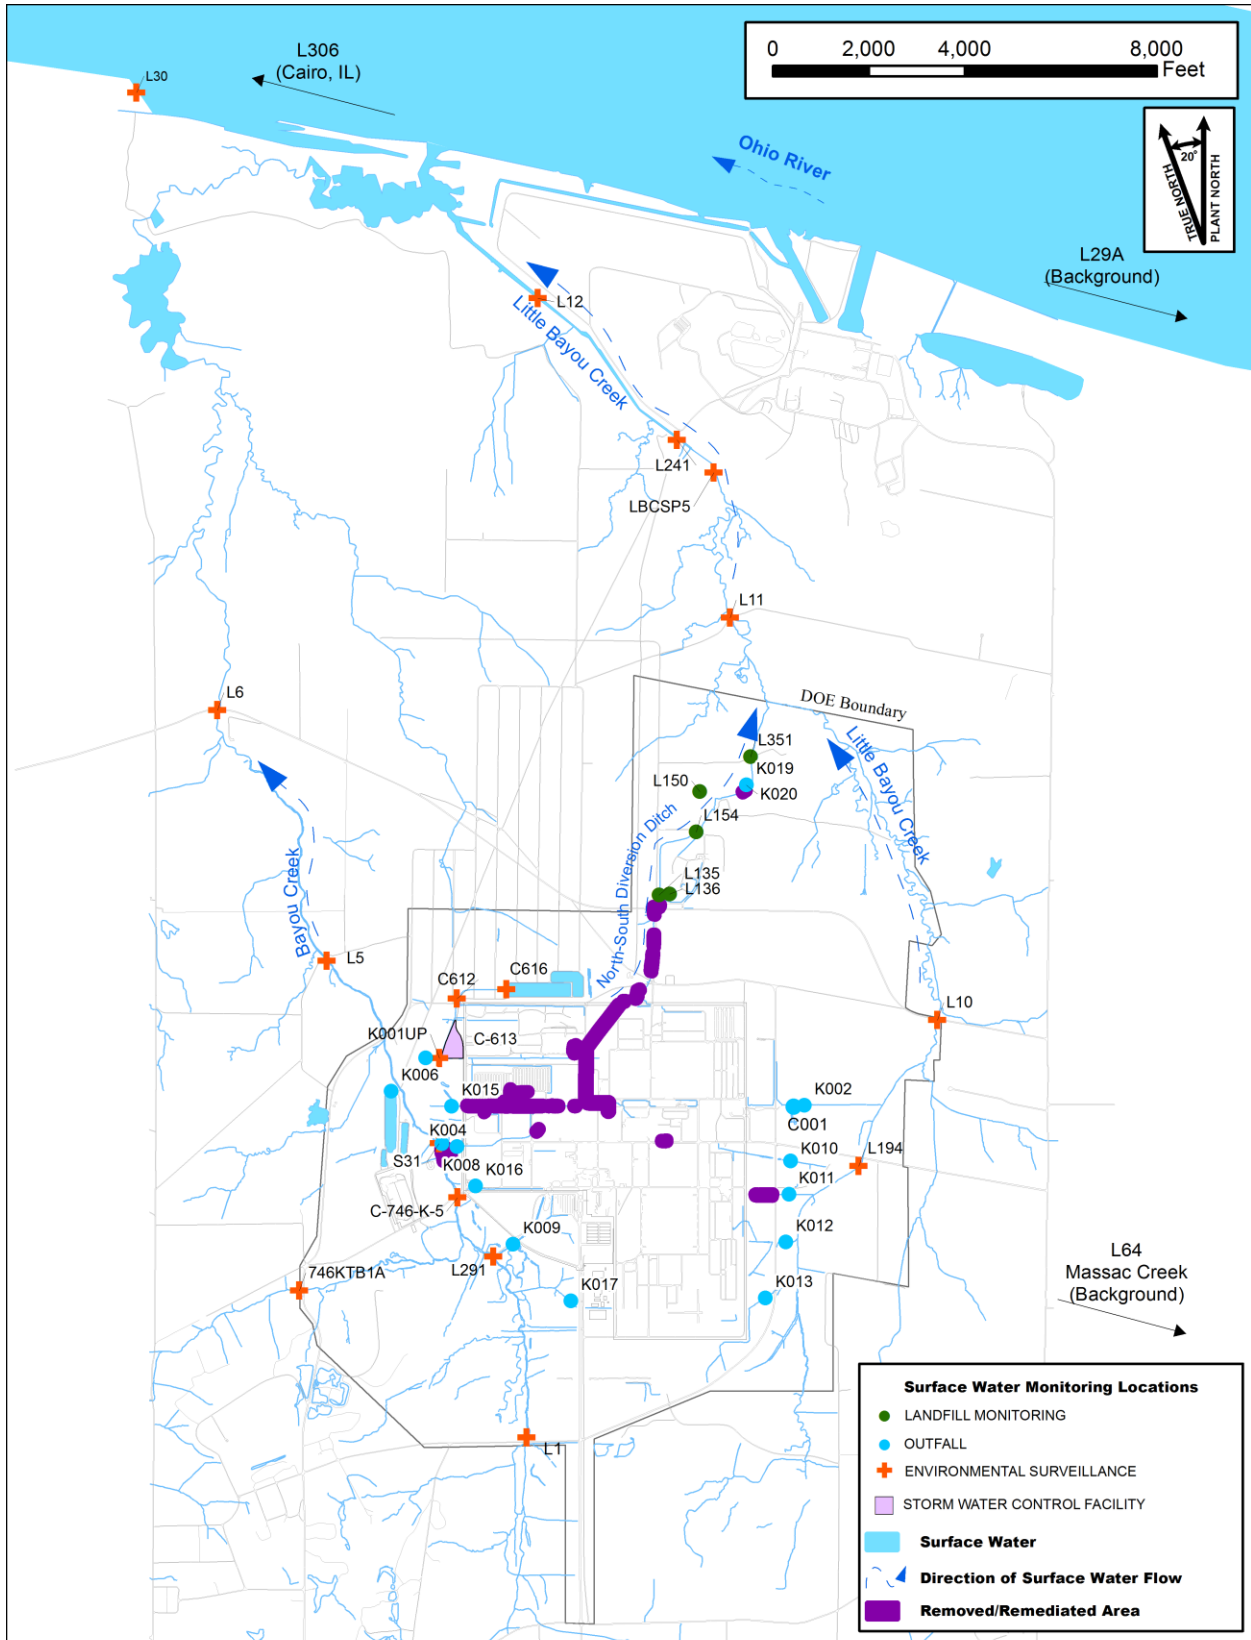 L306
(Cairo, IL)
L30
0 2,000 4,000 8,000
Feet
Ohio River
20°
TRUE NORTH
PLANT NORTH
L29A
(Background)
L12
Little Bayou Creek
L241
LBCSP5
L11
L6
DOE Boundary
L351
K019
K020
L150
L154
Little Bayou Creek
North-South Diversion Ditch
L135
L136
Bayou Creek
L5
C616
C612
L10
K001UP
C-613
K006
K015
K002
C001
K004
K010
L194
S31
K008
K016
K011
C-746-K-5
K009
K012
L291
746KTB1A
K017
K013
L64
Massac Creek
(Background)
L1
Surface Water Monitoring Locations
LANDFILL MONITORING
OUTFALL
ENVIRONMENTAL SURVEILLANCE
STORM WATER CONTROL FACILITY
Surface Water
Direction of Surface Water Flow
Removed/Remediated Area